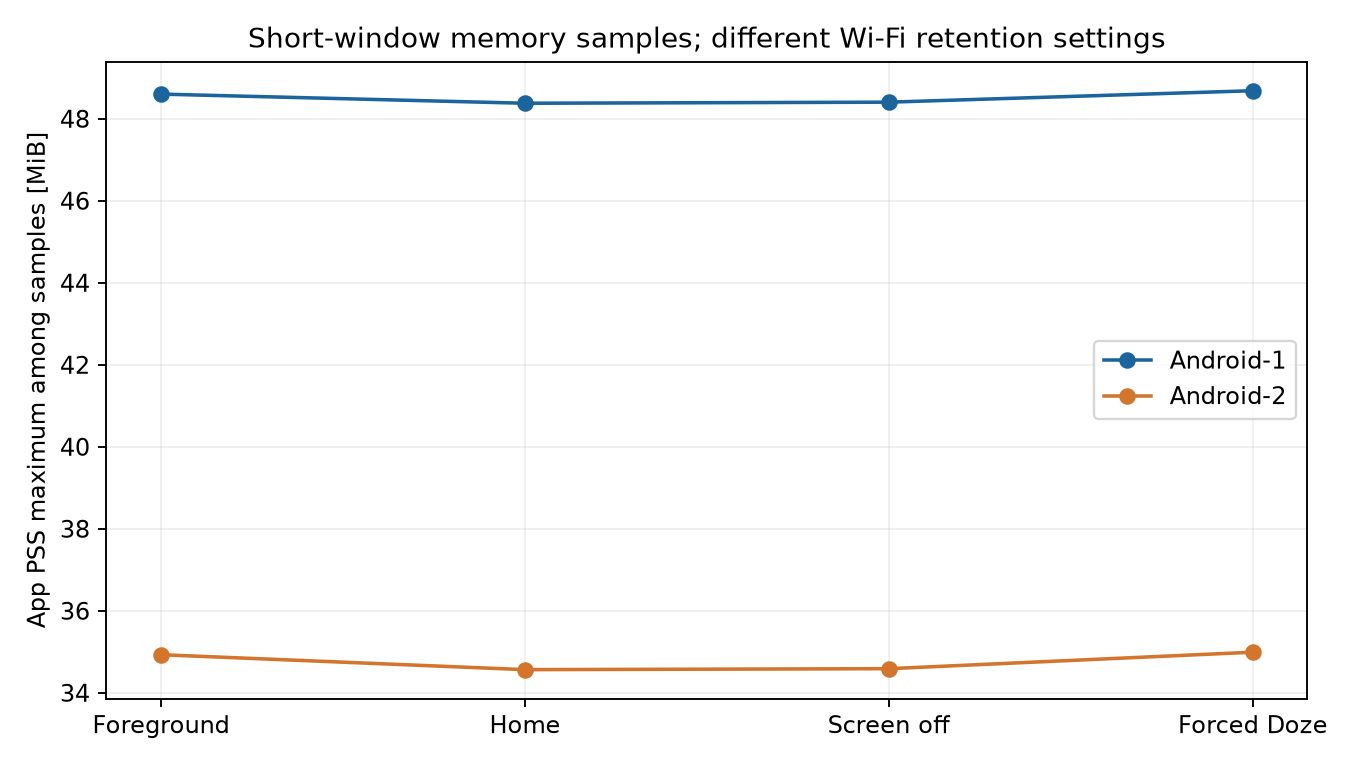 Short-window memory samples; different Wi-Fi retention settings
App PSS maximum among samples [MiB]
48
46
44
42
40
38
36
34
Android-1
Android-2
Foreground
Home
Screen off
Forced Doze